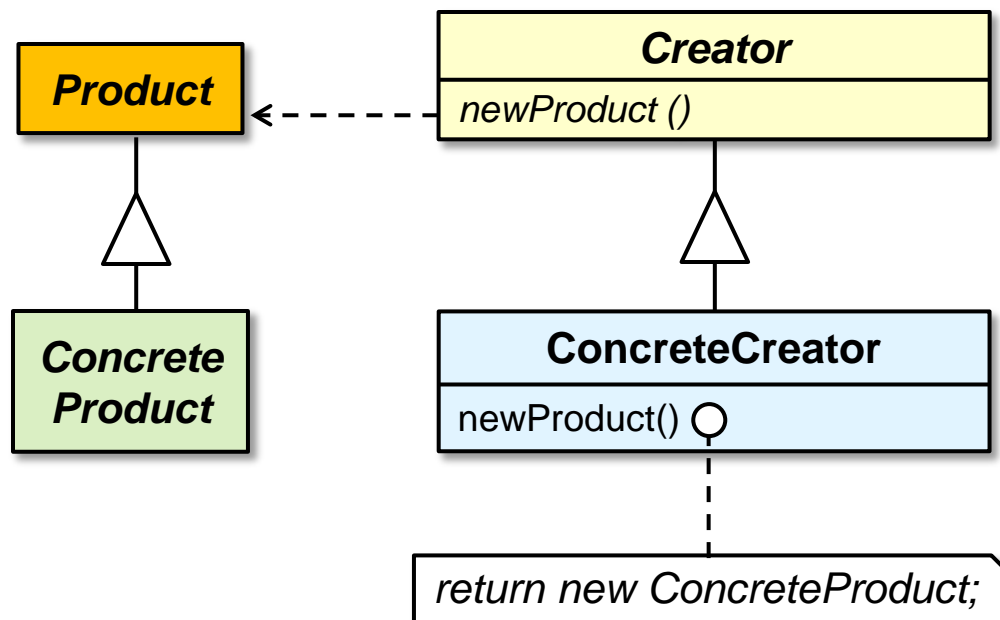 Product
Creator
newProduct ()
Concrete
Product
ConcreteCreator
newProduct()
return new ConcreteProduct;